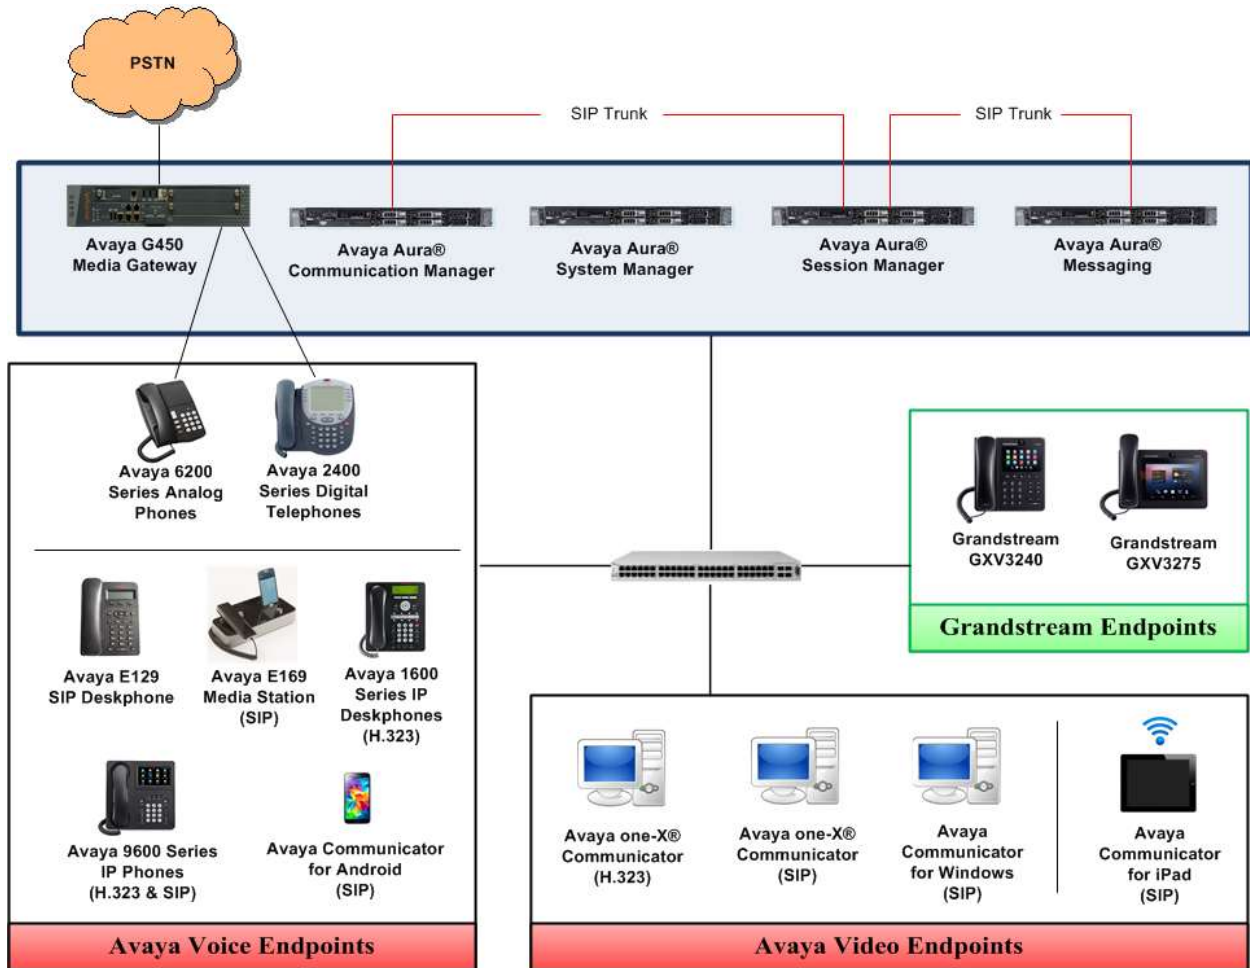 PSTN
SIP Trunk
SIP Trunk
Avaya G450
Media Gateway
Avaya Aura®
Communication Manager
Avaya Aura®
System Manager
Avaya Aura®
Session Manager
Avaya Aura®
Messaging
Avaya 6200
Series Analog
Phones
Avaya 2400
Series Digital
Telephones
Avaya E129
SIP Deskphone
Avaya E169
Media Station
(SIP)
Avaya 1600
Series IP
Deskphones
(H.323)
Avaya 9600 Series
IP Phones
(H.323 & SIP)
Avaya Communicator
for Android
(SIP)
Avaya Voice Endpoints
Grandstream
GXV3240
Grandstream
GXV3275
Grandstream Endpoints
Avaya one-X®
Communicator
(H.323)
Avaya one-X®
Communicator
(SIP)
Avaya
Communicator
for Windows
(SIP)
Avaya
Communicator
for iPad
(SIP)
Avaya Video Endpoints